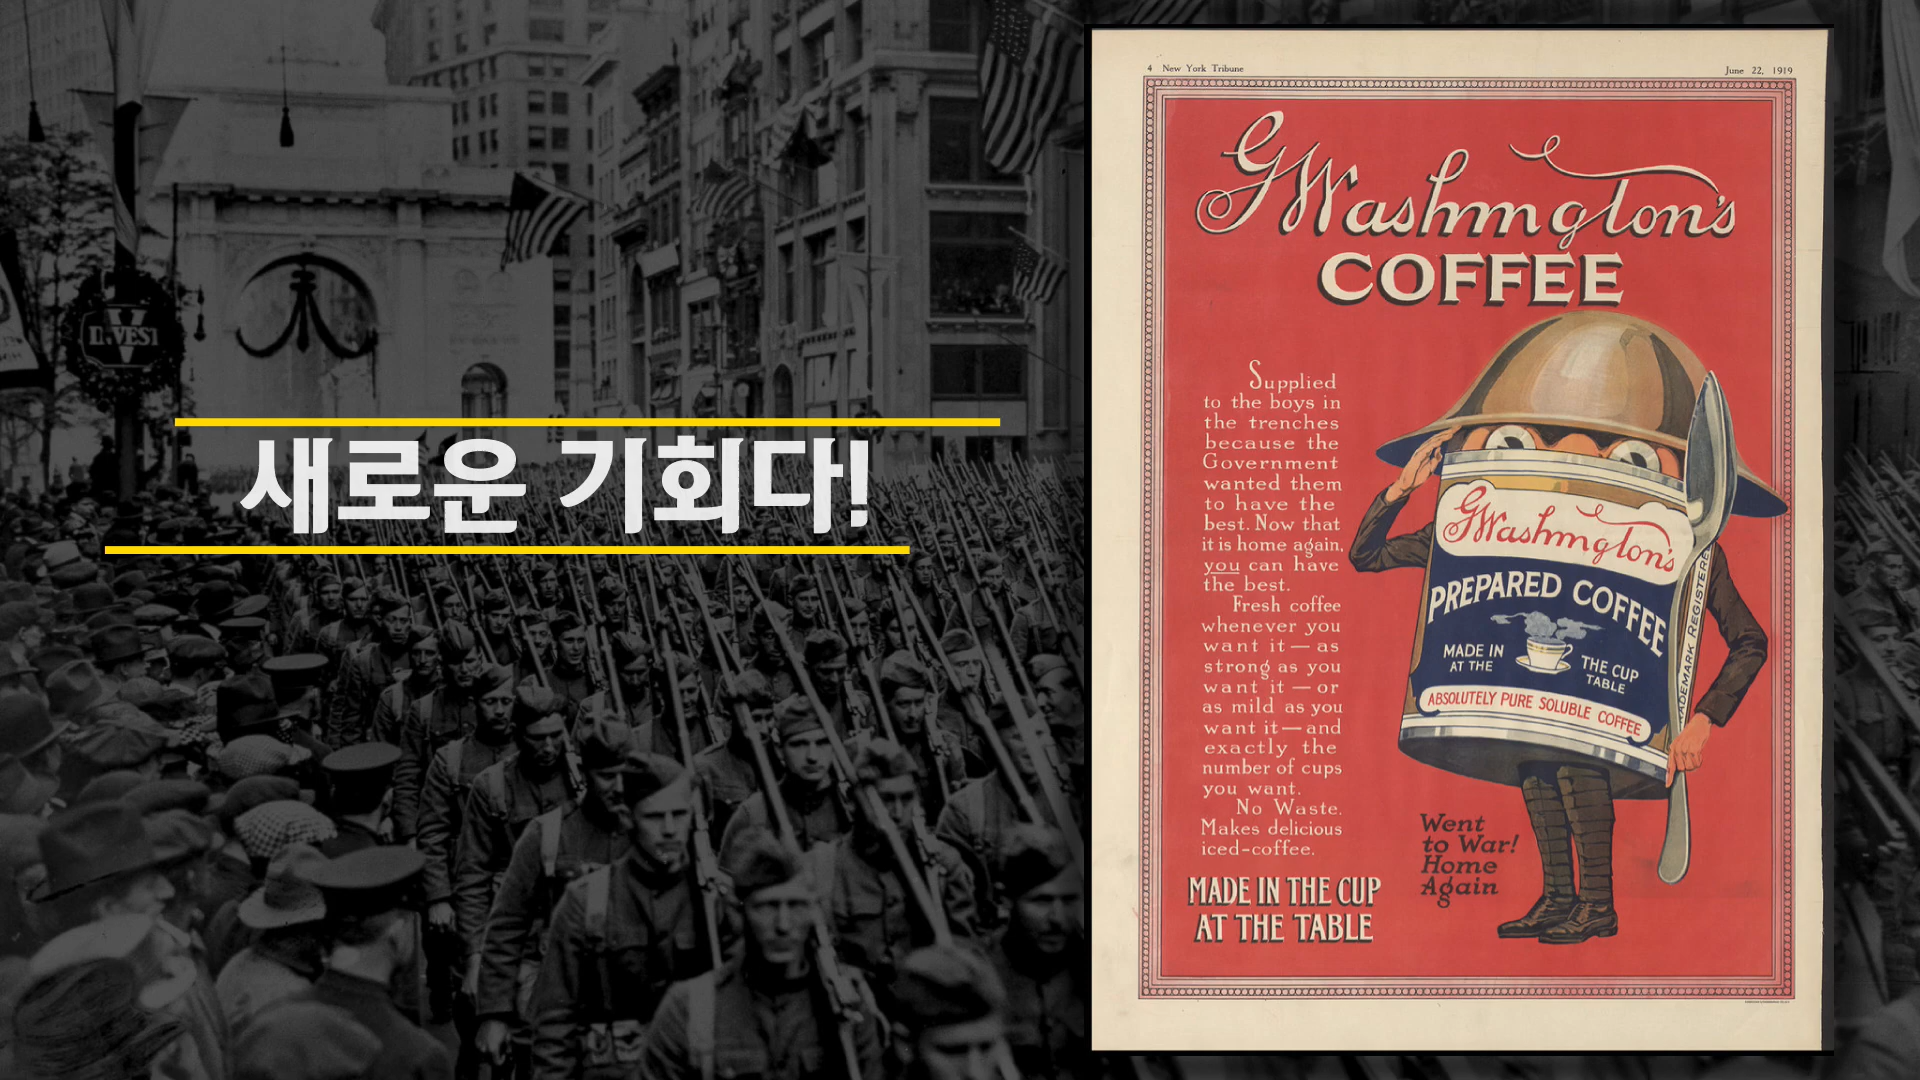 INVEST
V
새로운 기회다!
4 New York Tribune
June 22, 1919
G Washington's
COFFEE
Supplied
to the boys in
the trenches
because the
Government
wanted them
to have the
best. Now that
it is home again,
you can have
the best.
Fresh coffee
whenever you
want it — as
strong as you
want it — or
as mild as you
want it — and
exactly the
number of cups
you want.
No Waste.
Makes delicious
iced-coffee.
MADE IN THE CUP
AT THE TABLE
G Washington's
PREPARED COFFEE
MADE IN
AT THE
THE CUP
TABLE
ABSOLUTELY PURE SOLUBLE COFFEE
TRADEMARK REGISTERED
Went
to War!
Home
Again